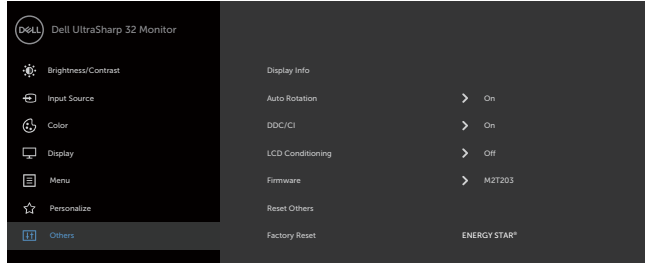 DELL
Dell UltraSharp 32 Monitor
Brightness/Contrast
Input Source
Color
Display
Menu
Personalize
Others
Display Info
Auto Rotation On
DDC/CI On
LCD Conditioning Off
Firmware M2T203
Reset Others
Factory Reset ENERGY STAR®